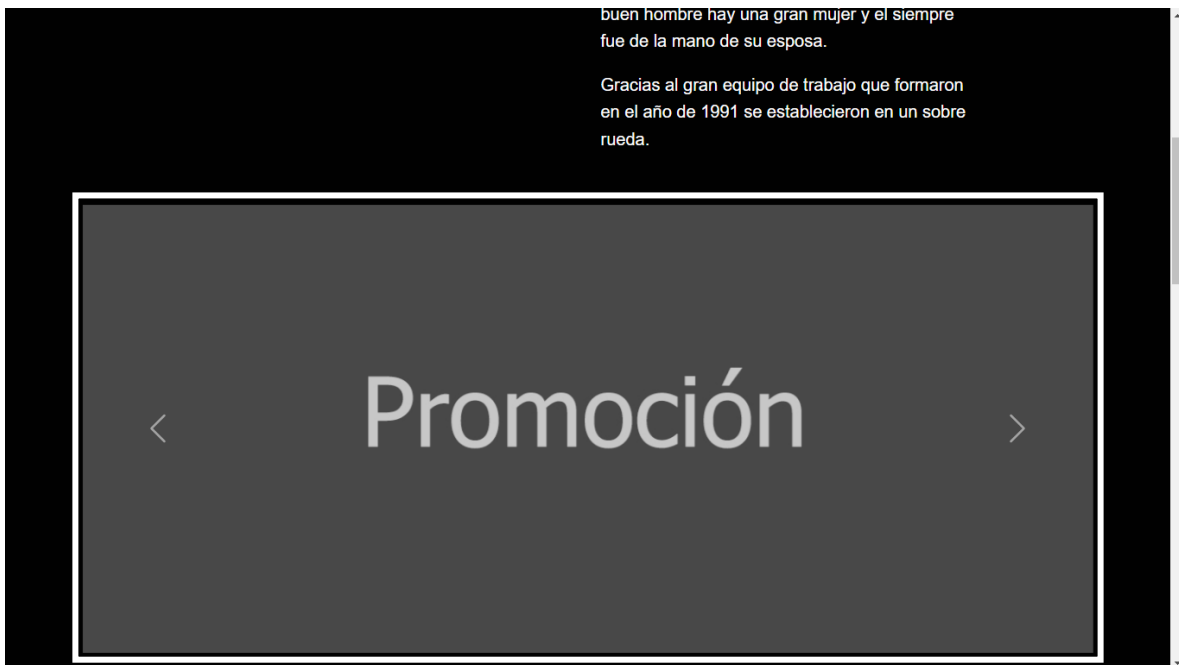 buen hombre hay una gran mujer y el siempre
fue de la mano de su esposa.
Gracias al gran equipo de trabajo que formaron
en el año de 1991 se establecieron en un sobre
rueda.
Promoción